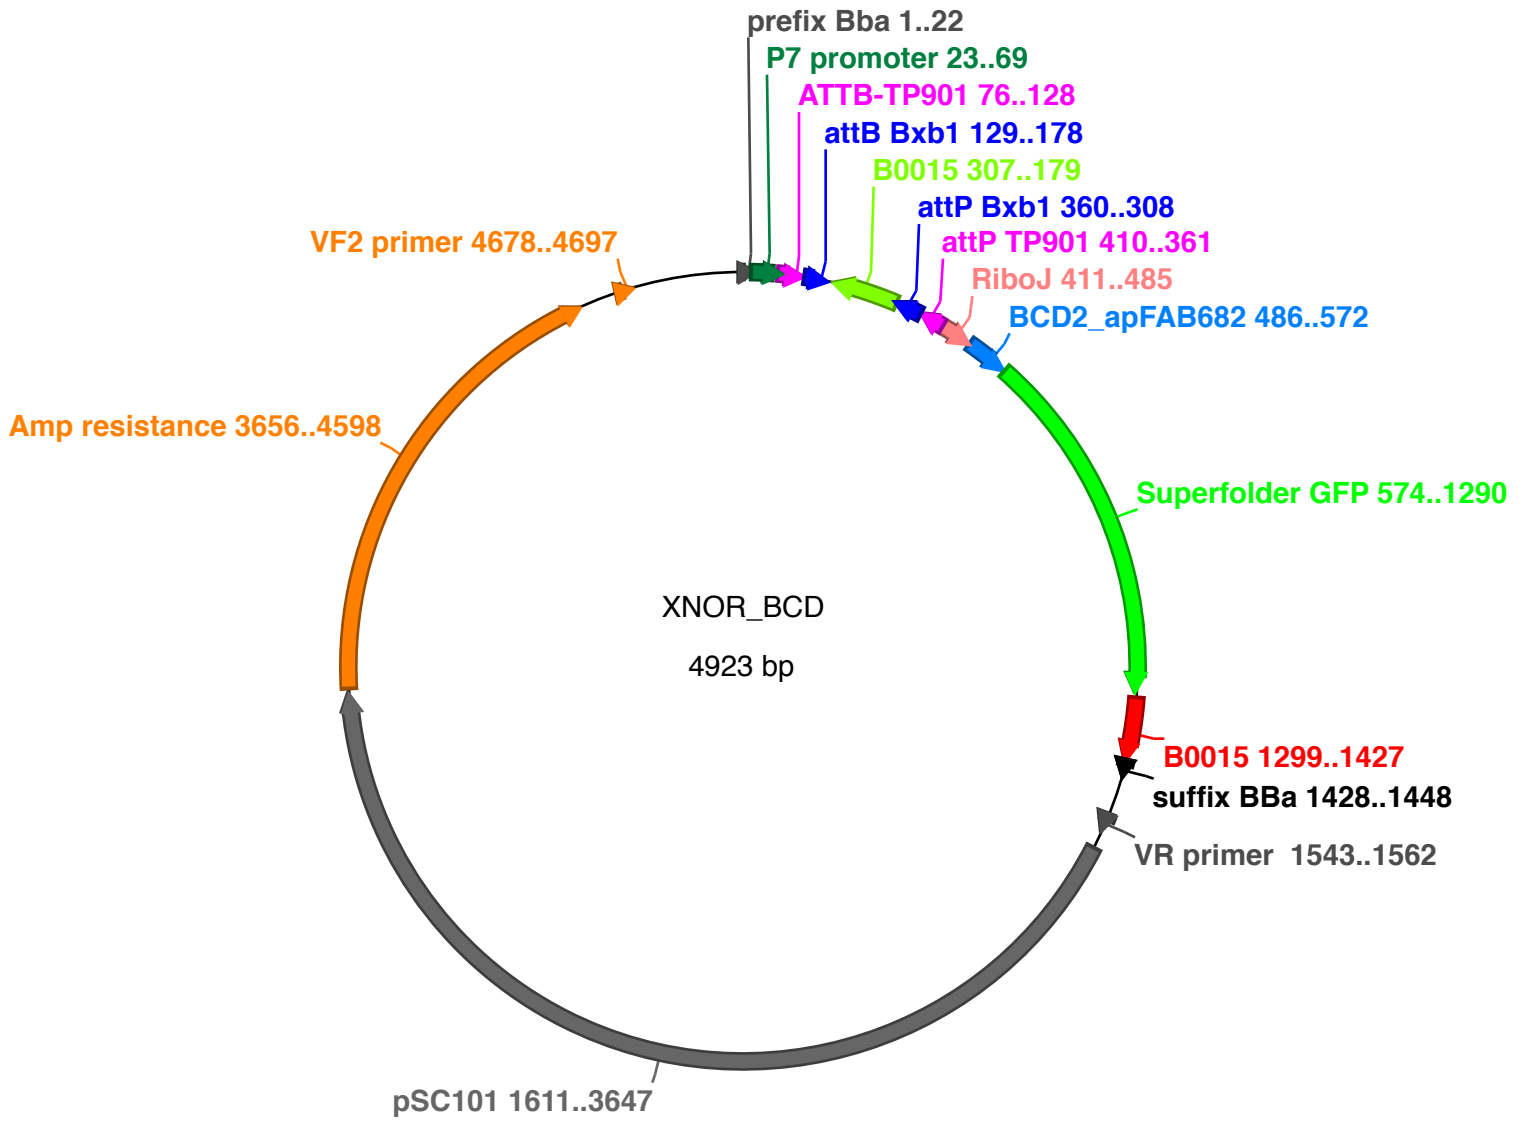 prefix Bba 1..22
P7 promoter 23..69
ATTB-TP901 76..128
attB Bxb1 129..178
B0015 307..179
attP Bxb1 360..308
attP TP901 410..361
RiboJ 411..485
BCD2_apFAB682 486..572
VF2 primer 4678..4697
Amp resistance 3656..4598
Superfolder GFP 574..1290
XNOR_BCD
4923 bp
B0015 1299..1427
suffix BBa 1428..1448
VR primer  1543..1562
pSC101 1611..3647